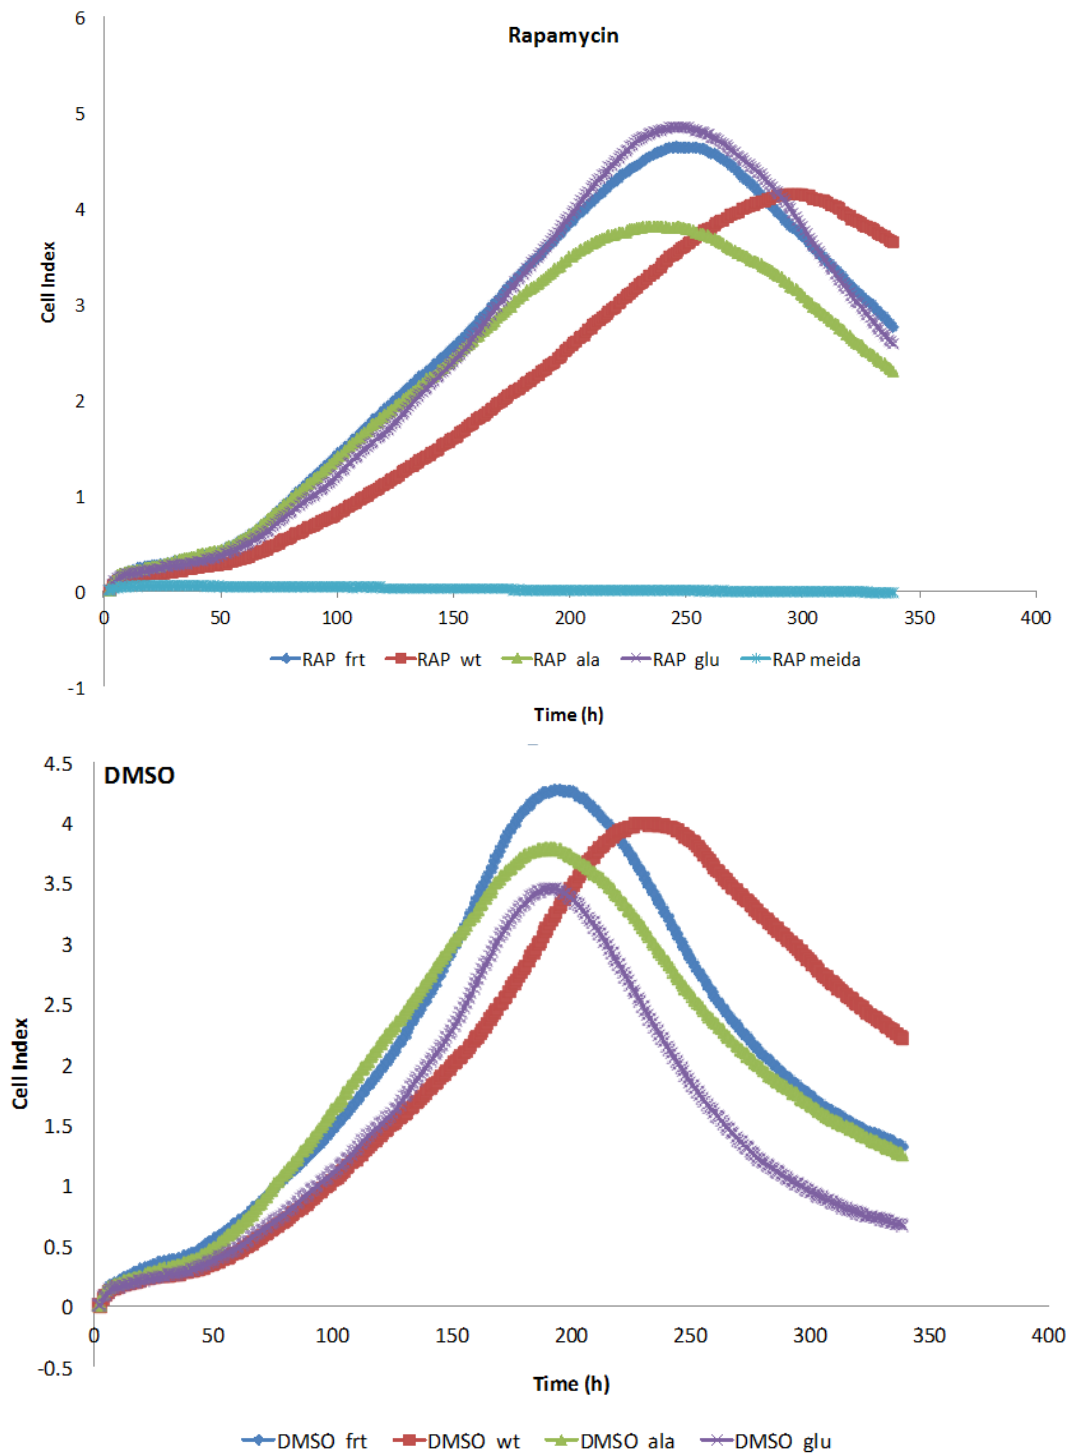 Rapamycin
6
5
4
3
2
1
0
-1
Cell Index
0 50 100 150 200 250 300 350 400
RAP frt RAP wt RAP ala RAP glu RAP meida
Time (h)
DMSO
4.5
4
3.5
3
2.5
2
1.5
1
0.5
0
-0.5
Cell Index
0 50 100 150 200 250 300 350 400
Time (h)
DMSO frt DMSO wt DMSO ala DMSO glu